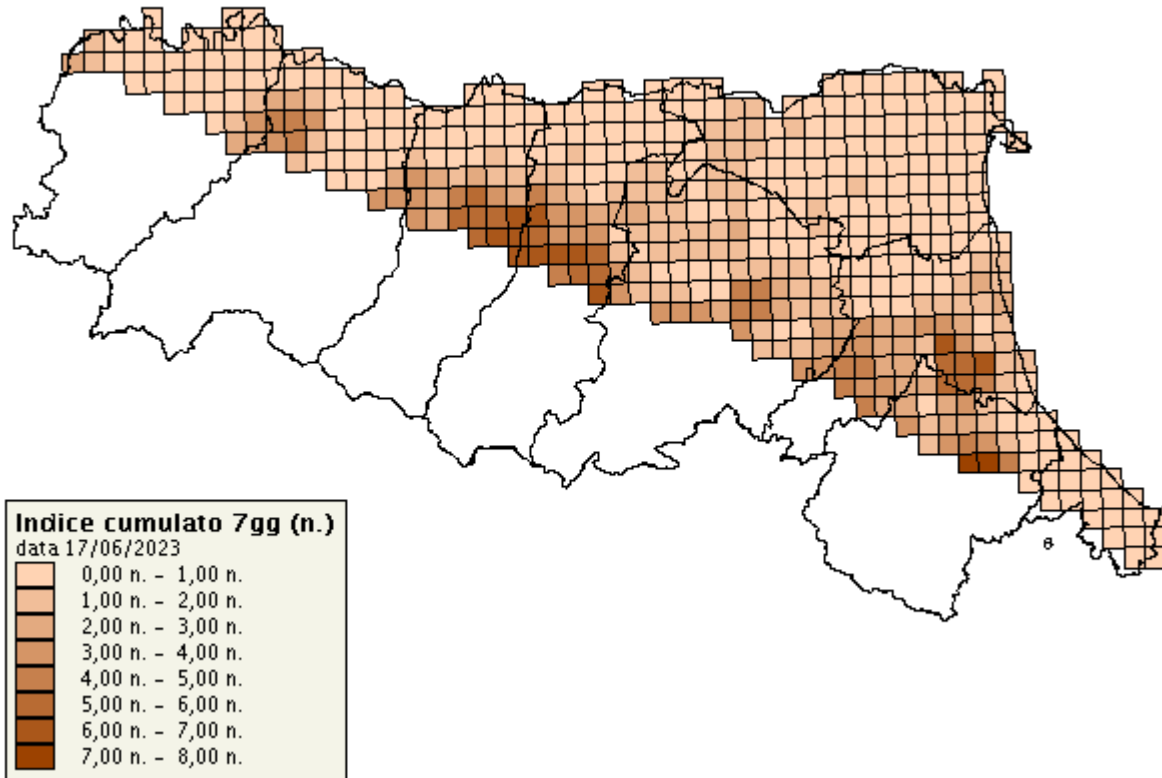 Indice cumulato 7gg (n.)
data 17/06/2023
0,00 n. - 1,00 n.
1,00 n. - 2,00 n.
2,00 n. - 3,00 n.
3,00 n. - 4,00 n.
4,00 n. - 5,00 n.
5,00 n. - 6,00 n.
6,00 n. - 7,00 n.
7,00 n. - 8,00 n.